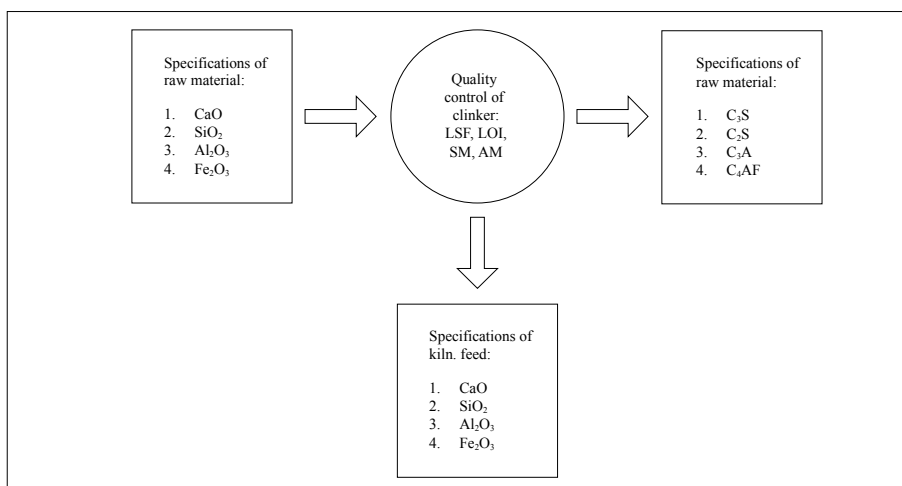 Specifications of
raw material:
1. CaO
2. SiO₂
3. Al₂O₃
4. Fe₂O₃
Quality
control of
clinker:
LSF, LOI,
SM, AM
Specifications of
raw material:
1. C₃S
2. C₂S
3. C₃A
4. C₄AF
Specifications of
kiln. feed:
1. CaO
2. SiO₂
3. Al₂O₃
4. Fe₂O₃